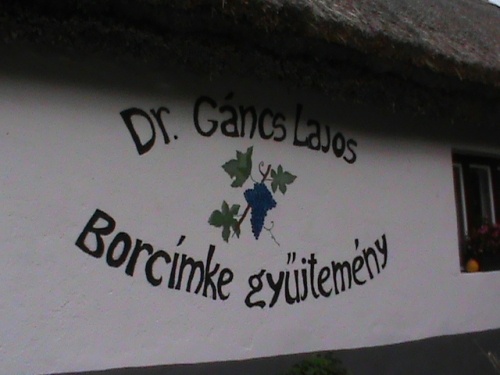 Dr. Gáncs Lajos
Borcímke gyűjtemény